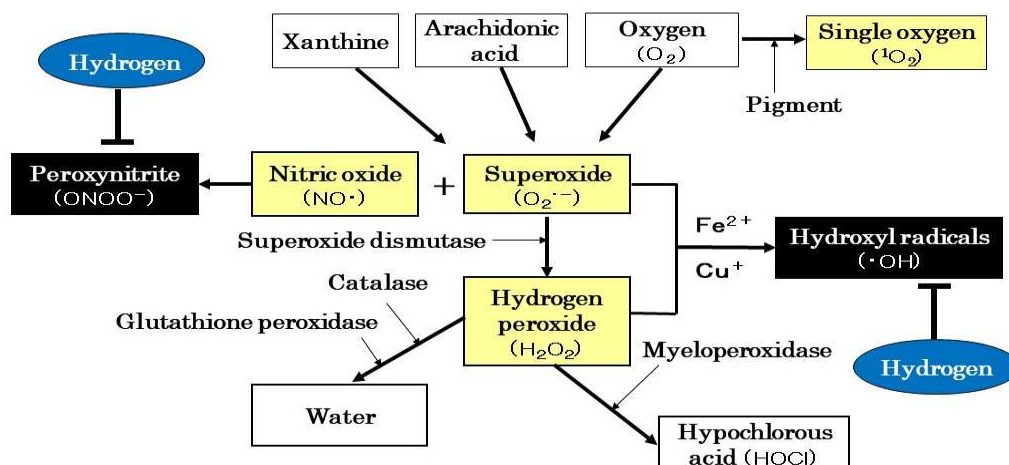 Hydrogen
Xanthine
Arachidonic
acid
Oxygen
(O₂)
Single oxygen
(¹O₂)
Pigment
Peroxynitrite
(ONOO⁻)
Nitric oxide
(NO·)
+
Superoxide
(O₂·⁻)
Superoxide dismutase
Fe²⁺
Cu⁺
Hydroxyl radicals
(·OH)
Catalase
Glutathione peroxidase
Hydrogen
peroxide
(H₂O₂)
Myeloperoxidase
Hydrogen
Water
Hypochlorous
acid (HOCl)